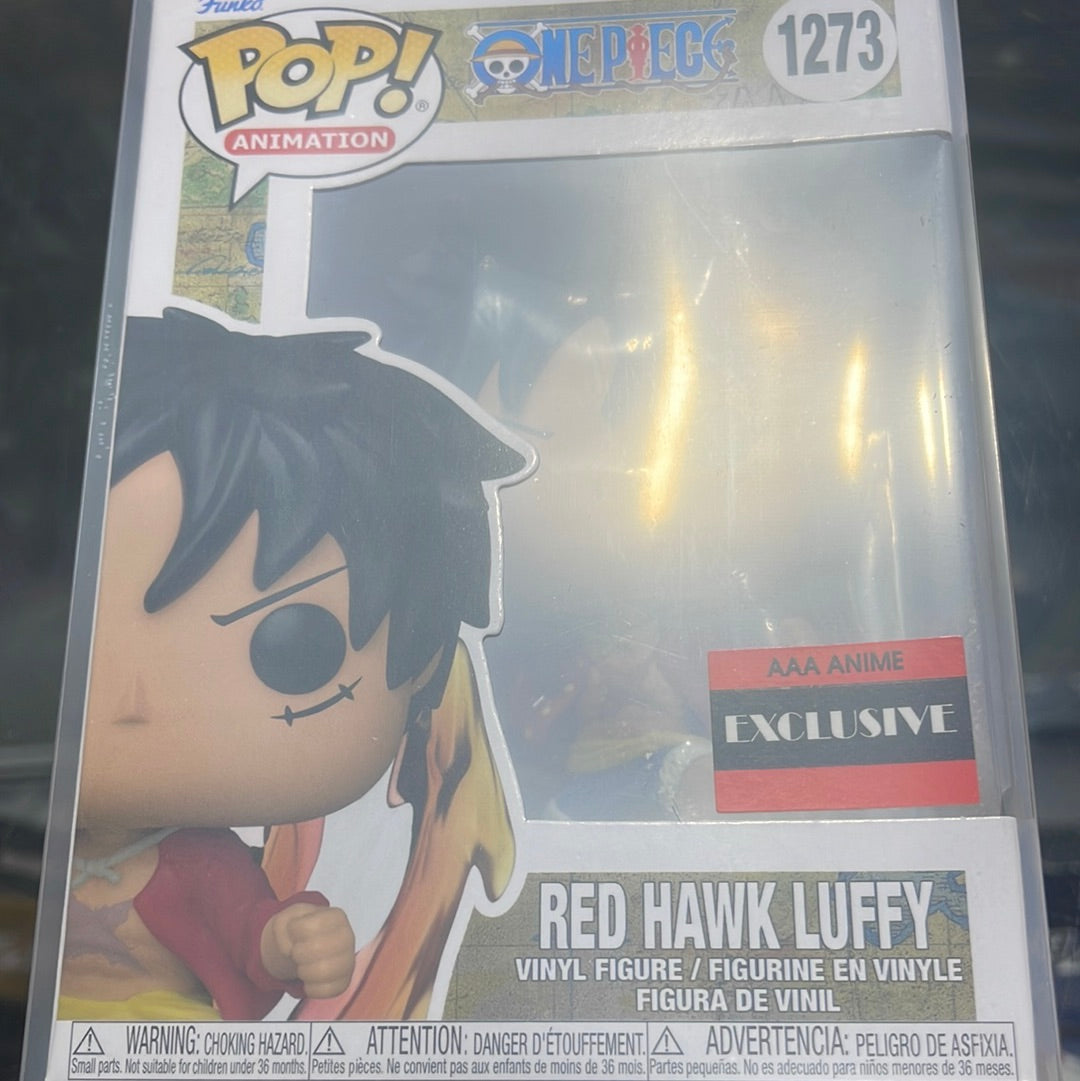 Funko
POP!®
ANIMATION
ONE PIECE
1273
AAA ANIME
EXCLUSIVE
RED HAWK LUFFY
VINYL FIGURE / FIGURINE EN VINYLE
FIGURA DE VINIL
WARNING: CHOKING HAZARD.
Small parts. Not suitable for children under 36 months.
ATTENTION: DANGER D'ÉTOUFFEMENT.
Petites pièces. Ne convient pas aux enfants de moins de 36 mois.
ADVERTENCIA: PELIGRO DE ASFIXIA.
Partes pequeñas. No es adecuado para niños menores de 36 meses.